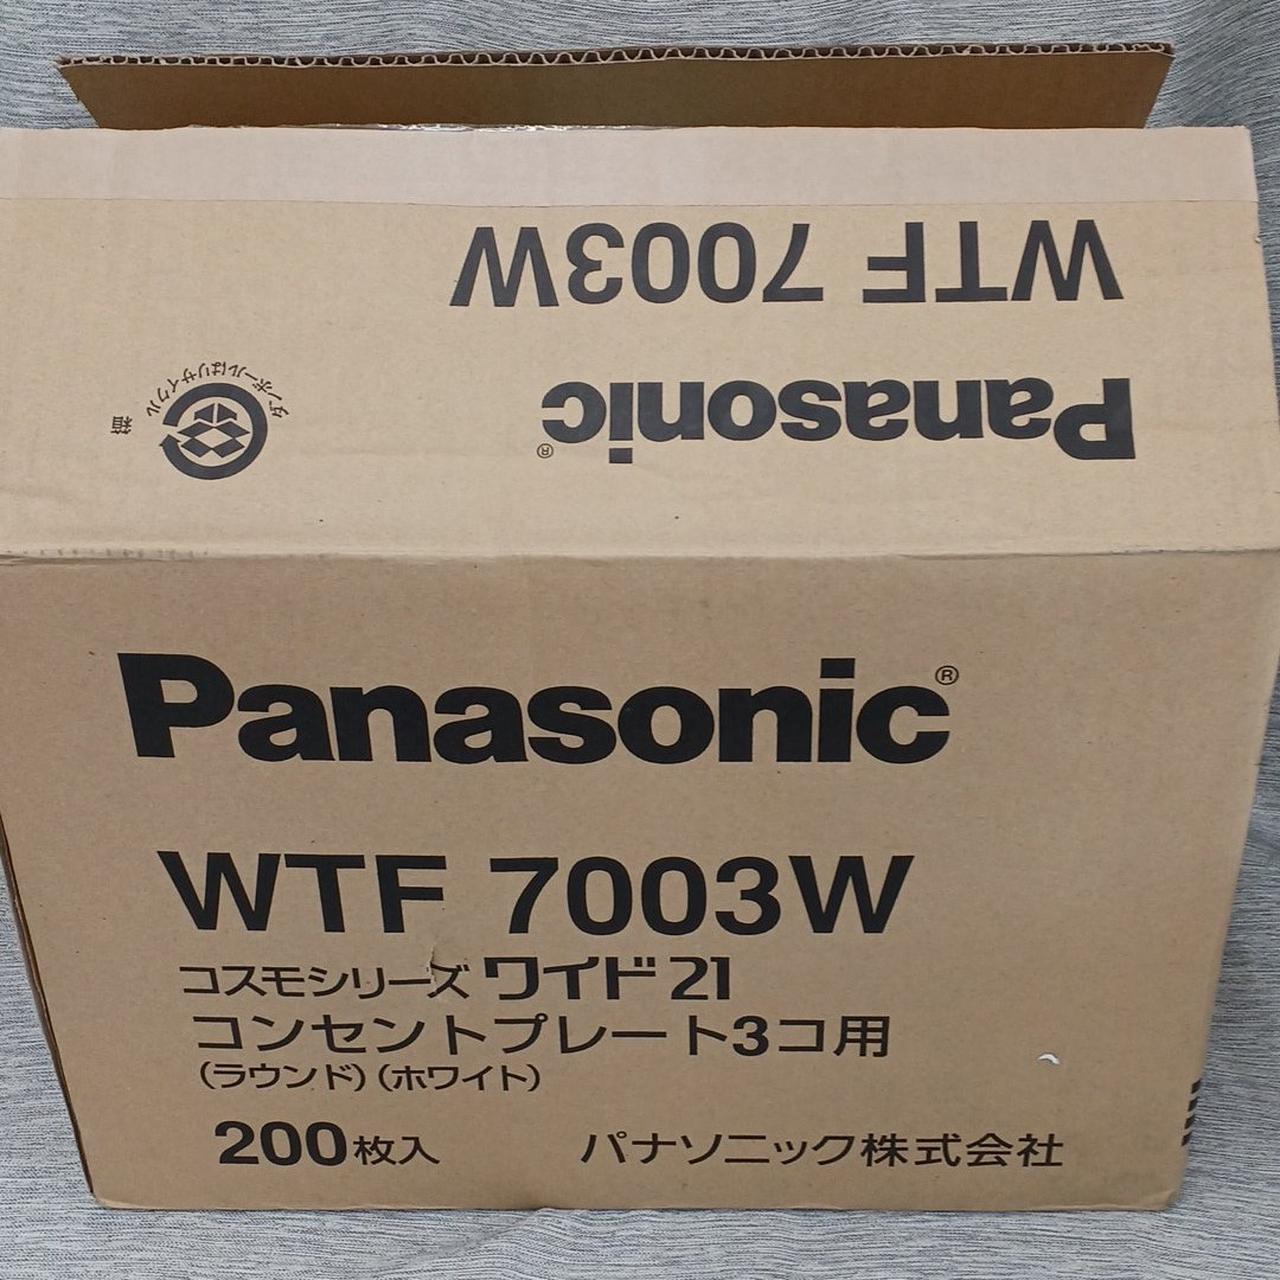 WTF 7003W
Panasonic®
ダンボールはリサイクル
箱
Panasonic®
WTF 7003W
コスモシリーズ ワイド21
コンセントプレート3コ用
(ラウンド)(ホワイト)
200枚入 パナソニック株式会社